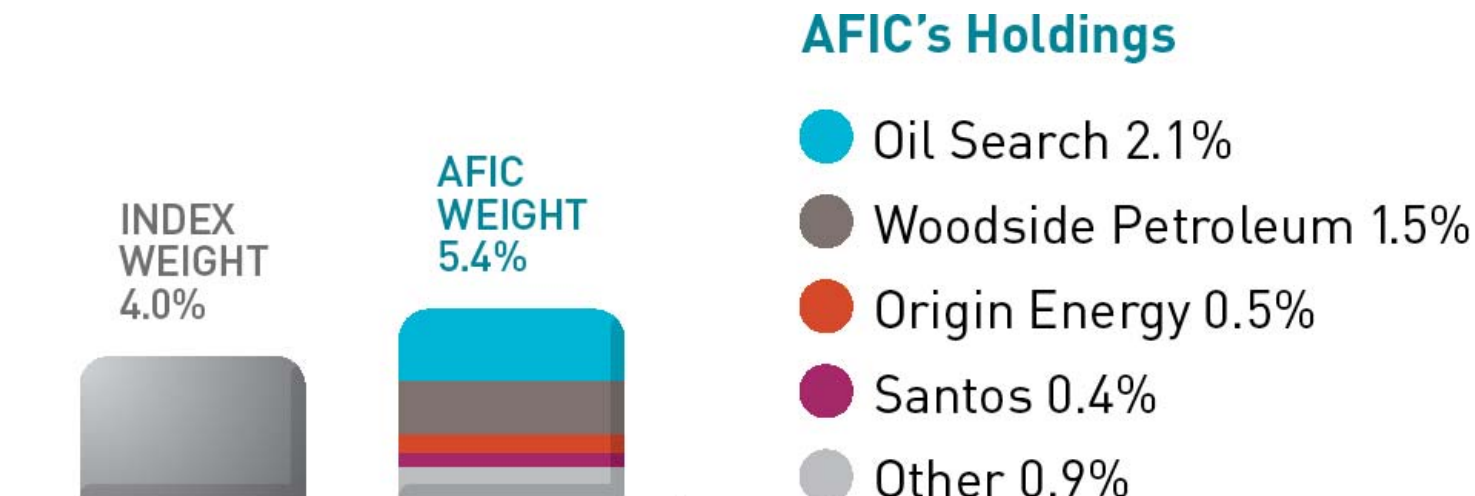 INDEX
WEIGHT
4.0%
AFIC
WEIGHT
5.4%
AFIC's Holdings
Oil Search 2.1%
Woodside Petroleum 1.5%
Origin Energy 0.5%
Santos 0.4%
Other 0.9%